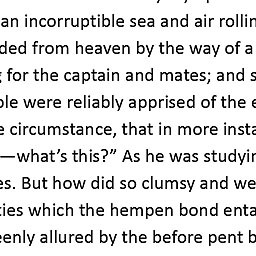 an incorruptible sea and air rollin
ded from heaven by the way of a
for the captain and mates; and s
ble were reliably apprised of the e
e circumstance, that in more insta
—what's this?” As he was studyin
es. But how did so clumsy and we
ties which the hempen bond enta
eenly allured by the before pent b